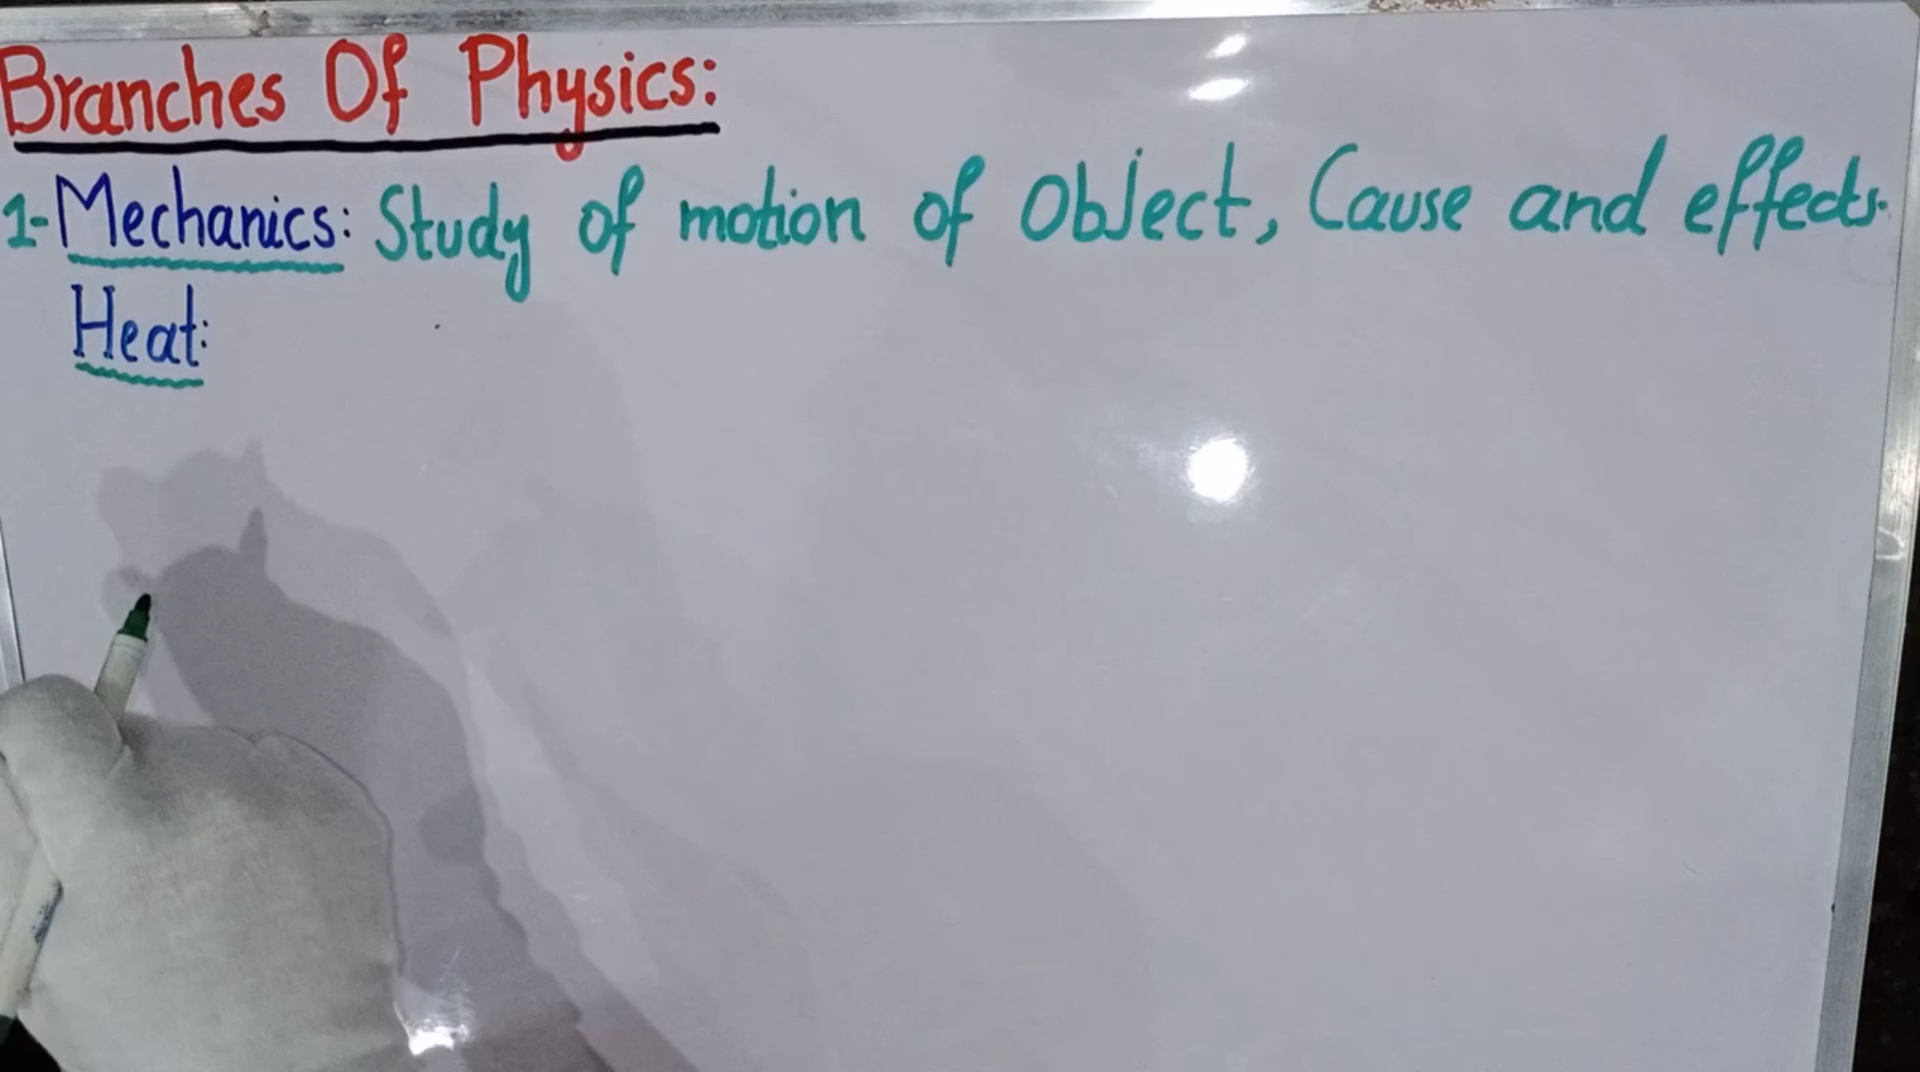 Branches Of Physics:
1- Mechanics: Study of motion of Object, Cause and effects.
Heat: